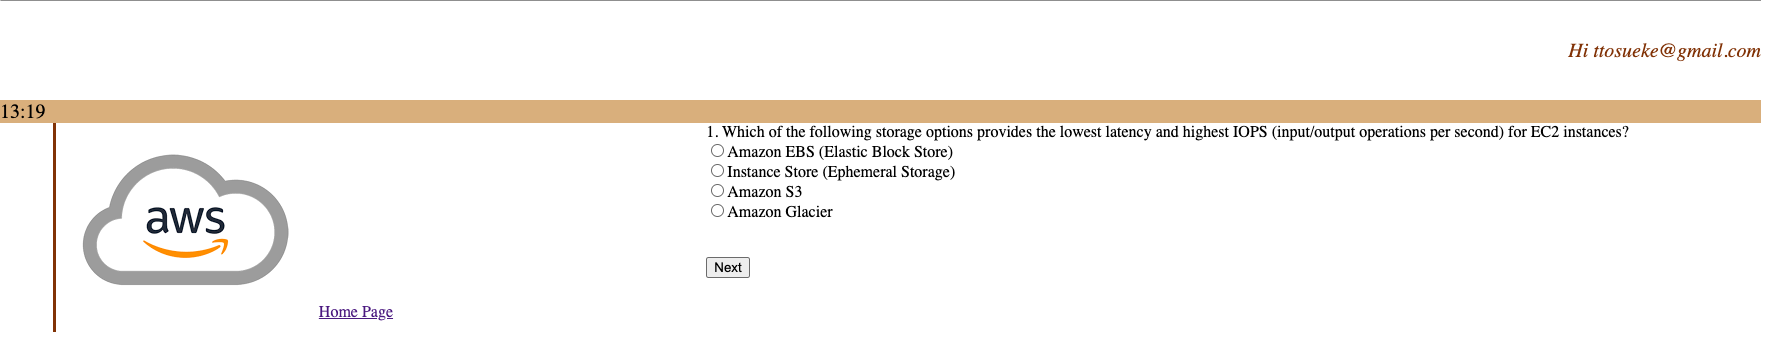 Hi ttosueke@gmail.com
13:19
1. Which of the following storage options provides the lowest latency and highest IOPS (input/output operations per second) for EC2 instances?
Amazon EBS (Elastic Block Store)
Instance Store (Ephemeral Storage)
Amazon S3
Amazon Glacier
aws
Next
Home Page